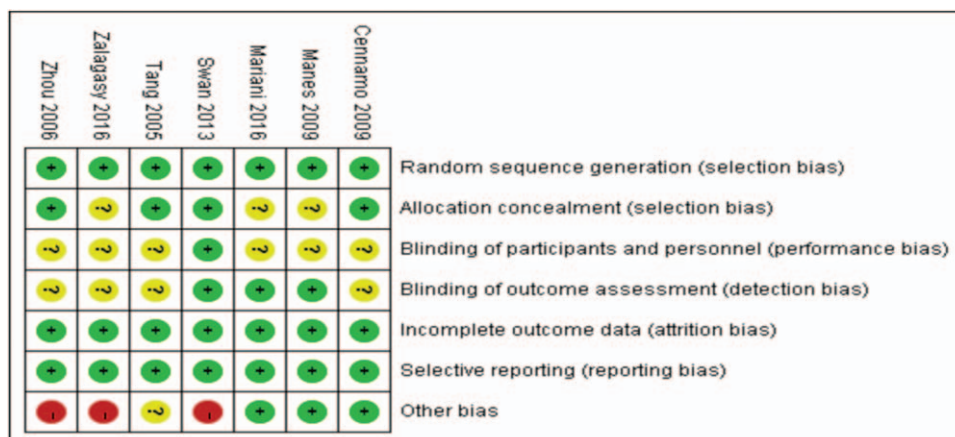 Zhou 2006
Zalagasy 2016
Tang 2005
Swan 2013
Mariani 2016
Manes 2009
Cennamo 2009
+ + + + + + + Random sequence generation (selection bias)
+ ? + + ? ? + Allocation concealment (selection bias)
? ? ? + ? ? ? Blinding of participants and personnel (performance bias)
? ? ? + + + ? Blinding of outcome assessment (detection bias)
+ + + + + + + Incomplete outcome data (attrition bias)
+ + + + + + + Selective reporting (reporting bias)
- - ? - + + + Other bias